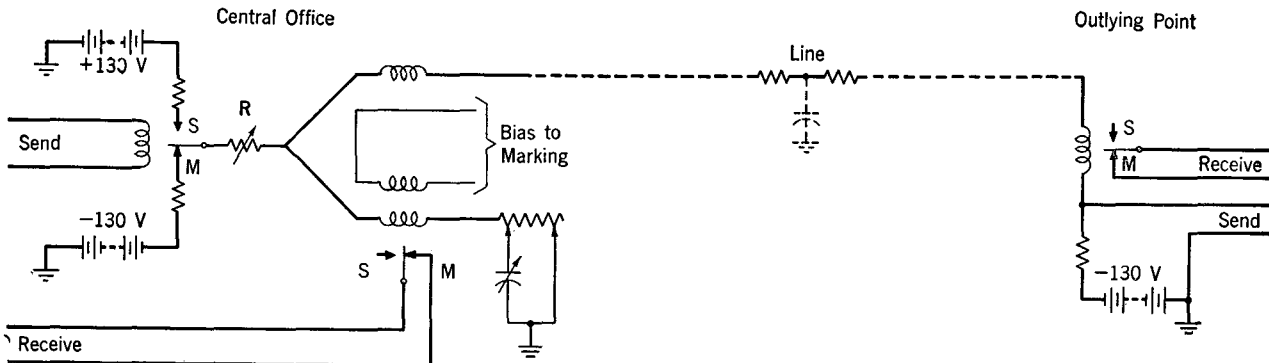 Central Office
Outlying Point
+130 V
Line
S
R
S
Send
Bias to
Marking
M
M
Receive
Send
-130 V
S
M
-130 V
Receive